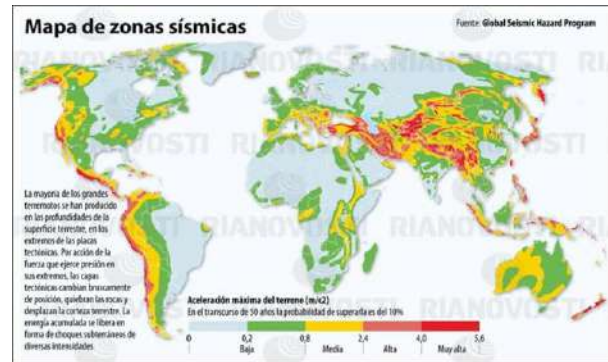 Mapa de zonas sísmicas
Fuente: Global Seismic Hazard Program
RIANOVOSTI
La mayoría de los grandes
terremotos se han producido
en las profundidades de la
superficie terrestre, en los
extremos de las placas
tectónicas. Por acción de la
fuerza que ejerce presión en
sus extremos, las capas
tectónicas cambian bruscamente
de posición, quiebran las rocas y
desplazan la corteza terrestre. La
energía acumulada se libera en
forma de choques subterráneos de
diversas intensidades
Aceleración máxima del terreno (m/c2)
En el transcurso de 50 años la probabilidad de superarla es del 10%
0 0,2 0,8 2,4 4,0 5,6
Baja Media Alta Muy alta